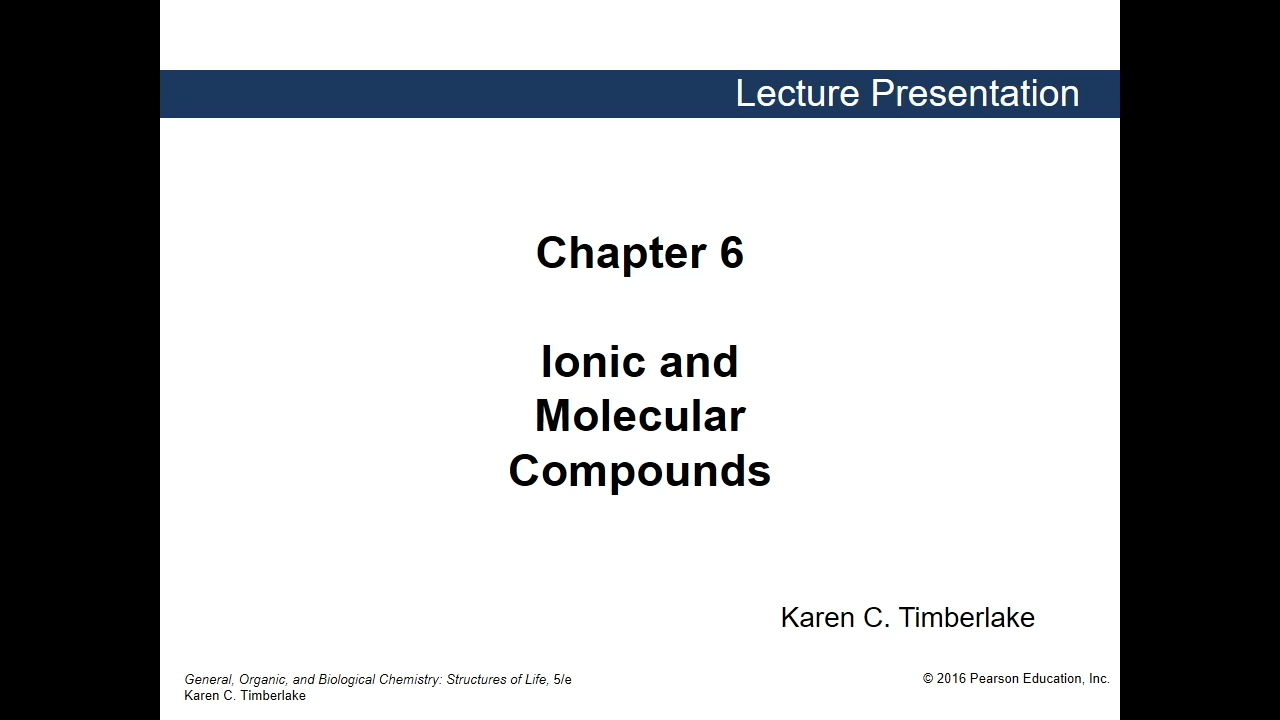 Lecture Presentation
Chapter 6
Ionic and
Molecular
Compounds
Karen C. Timberlake
General, Organic, and Biological Chemistry: Structures of Life, 5/e
Karen C. Timberlake
© 2016 Pearson Education, Inc.